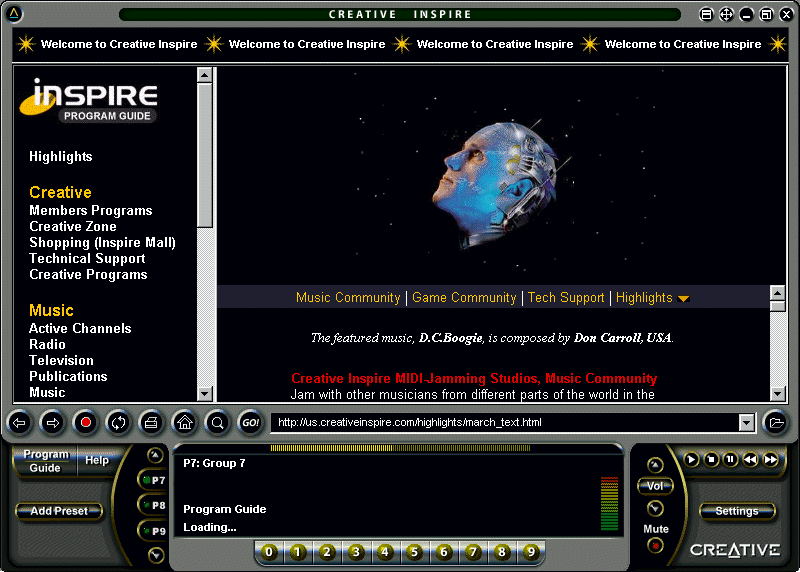 CREATIVE INSPIRE
Welcome to Creative Inspire Welcome to Creative Inspire Welcome to Creative Inspire Welcome to Creative Inspire
inSPIRE
PROGRAM GUIDE
Highlights
Creative
Members Programs
Creative Zone
Shopping (Inspire Mall)
Technical Support
Creative Programs
Music
Active Channels
Radio
Television
Publications
Music
Music Community | Game Community | Tech Support | Highlights
The featured music, D.C.Boogie, is composed by Don Carroll, USA.
Creative Inspire MIDI-Jamming Studios, Music Community
Jam with other musicians from different parts of the world in the
GO!
http://us.creativeinspire.com/highlights/march_text.html
Program
Guide
Help
Add Preset
P7
P8
P9
P7: Group 7
Program Guide
Loading...
0 1 2 3 4 5 6 7 8 9
Vol
Mute
Settings
CREATIVE